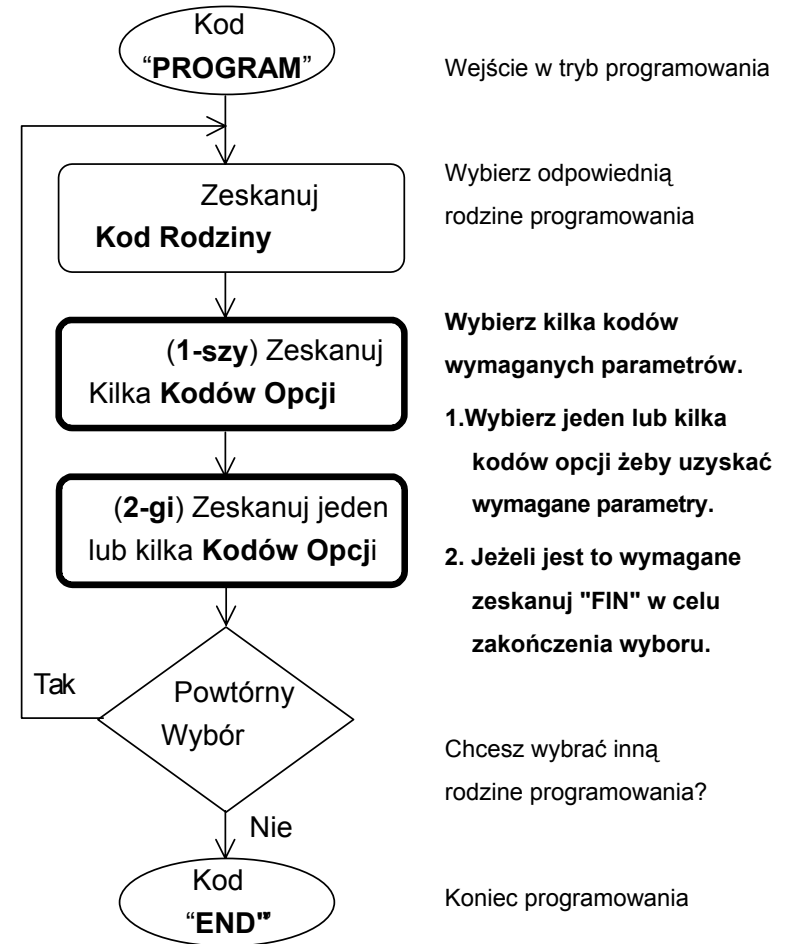 Kod
“PROGRAM”
Wejście w tryb programowania
Zeskanuj
Kod Rodziny
Wybierz odpowiednią
rodzine programowania
(1-szy) Zeskanuj
Kilka Kodów Opcji
Wybierz kilka kodów
wymaganych parametrów.
1.Wybierz jeden lub kilka
kodów opcji żeby uzyskać
wymagane parametry.
(2-gi) Zeskanuj jeden
lub kilka Kodów Opcji
2. Jeżeli jest to wymagane
zeskanuj "FIN" w celu
zakończenia wyboru.
Tak
Powtórny
Wybór
Chcesz wybrać inną
rodzine programowania?
Nie
Kod
“END"”
Koniec programowania